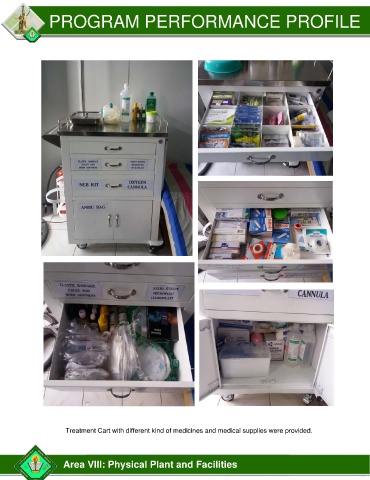 PROGRAM PERFORMANCE PROFILE
NEB KIT
OXYGEN
CANNULA
AMBU BAG
CANNULA
Treatment Cart with different kind of medicines and medical supplies were provided.
Area VIII: Physical Plant and Facilities